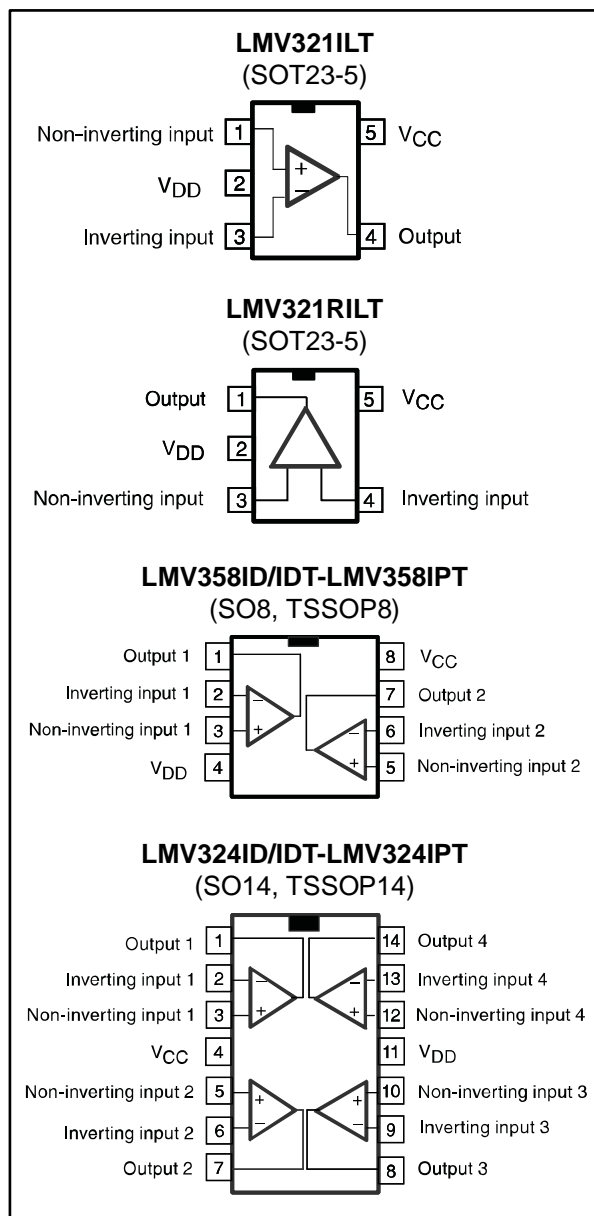 LMV321ILT
(SOT23-5)
Non-inverting input 1 5 VCC
VDD 2 +
−
Inverting input 3 4 Output
LMV321RILT
(SOT23-5)
Output 1 5 VCC
VDD 2
Non-inverting input 3 4 Inverting input
LMV358ID/IDT-LMV358IPT
(SO8, TSSOP8)
Output 1 1 8 VCC
Inverting input 1 2 − 7 Output 2
Non-inverting input 1 3 + − 6 Inverting input 2
VDD 4 + 5 Non-inverting input 2
LMV324ID/IDT-LMV324IPT
(SO14, TSSOP14)
Output 1 1 14 Output 4
Inverting input 1 2 − − 13 Inverting input 4
Non-inverting input 1 3 + + 12 Non-inverting input 4
VCC 4 11 VDD
Non-inverting input 2 5 + + 10 Non-inverting input 3
Inverting input 2 6 − − 9 Inverting input 3
Output 2 7 8 Output 3